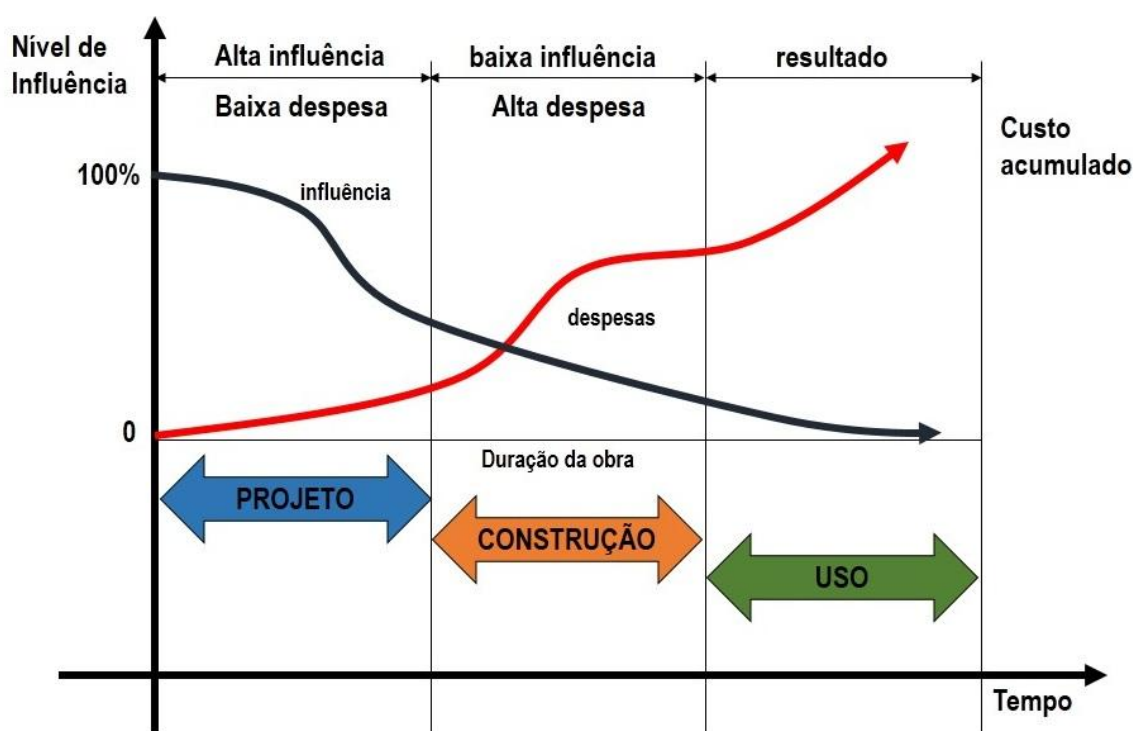 Nível de
Influência
Alta influência
baixa influência
resultado
Baixa despesa
Alta despesa
Custo
acumulado
100%
influência
despesas
0
Duração da obra
PROJETO
CONSTRUÇÃO
USO
Tempo